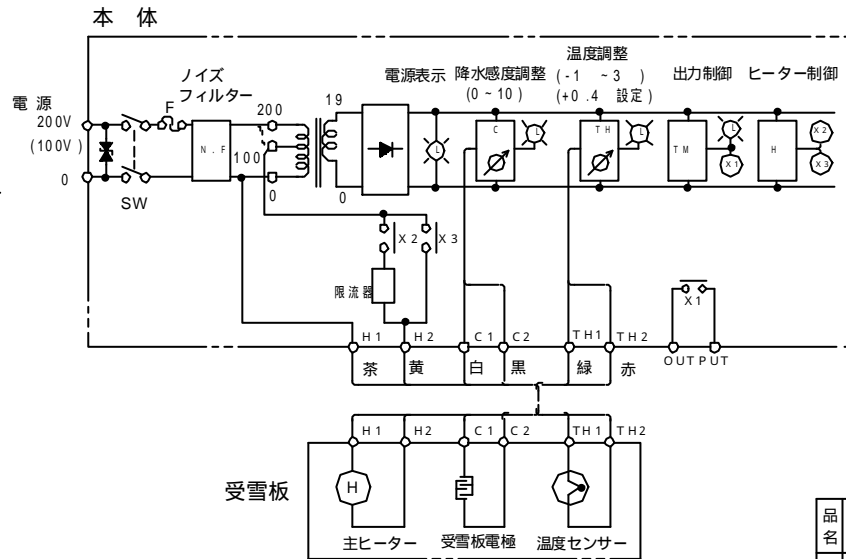 本 体
電 源
200V
(100V)
0
F
SW
ノイズ
フィルター
N.F
200
100
0
19
0
電源表示
L
降水感度調整
(0~10)
C
L
温度調整
(-1 ~3 )
(+0.4 設定)
TH
L
出力制御
TM
L
X1
ヒーター制御
H
X2
X3
X2
X3
限流器
X1
OUTPUT
H1
H2
C1
C2
TH1
TH2
茶
黄
白
黒
緑
赤
H1
H2
C1
C2
TH1
TH2
受雪板
H
主ヒーター
受雪板電極
温度センサー
品
名